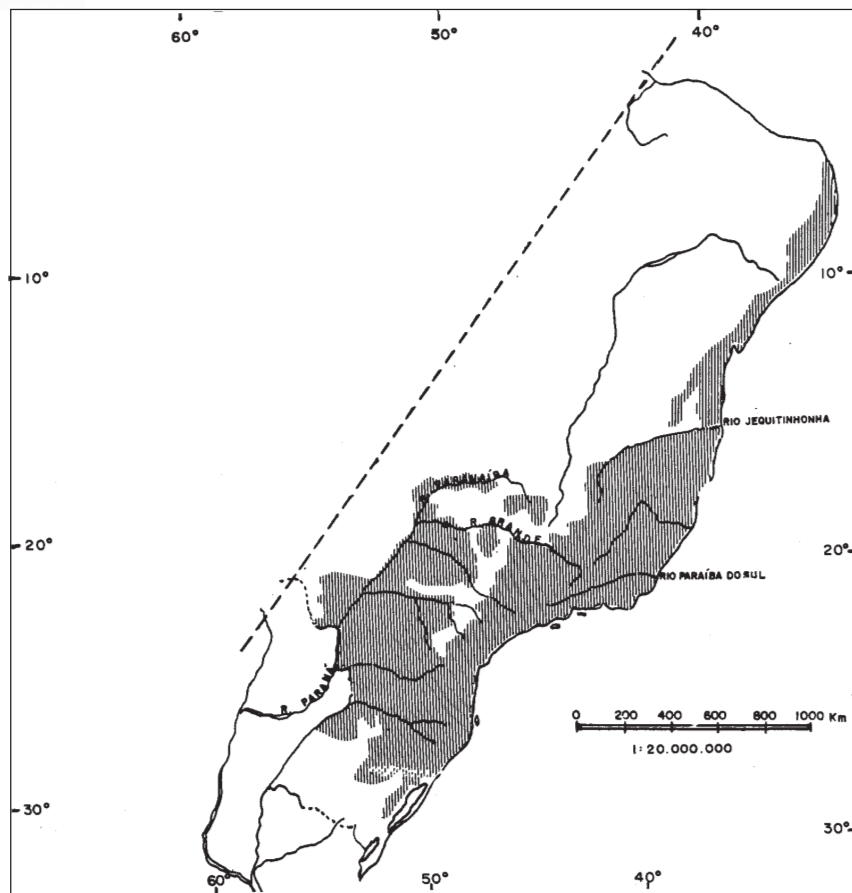 60°
50°
40°
10°
10°
RIO JEQUITINHONHA
R. PARANAÍBA
R. GRANDE
20°
20°
RIO PARAÍBA DO SUL
R. PARANÁ
0 200 400 600 800 1000 Km
1:20.000.000
30°
30°
60°
50°
40°